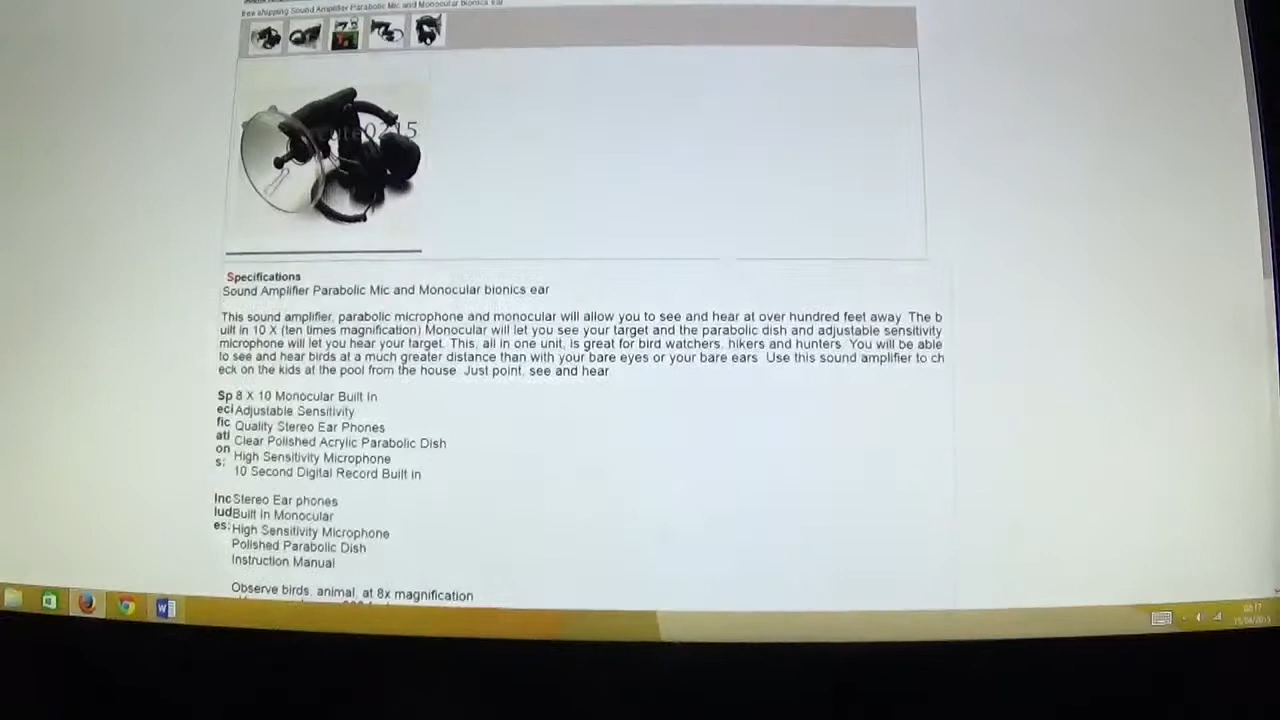 free shipping Sound Amplifier Parabolic Mic and Monocular bionics ear
Specifications
Sound Amplifier Parabolic Mic and Monocular bionics ear
This sound amplifier, parabolic microphone and monocular will allow you to see and hear at over hundred feet away. The b
uilt in 10 X (ten times magnification) Monocular will let you see your target and the parabolic dish and adjustable sensitivity
microphone will let you hear your target. This, all in one unit, is great for bird watchers, hikers and hunters. You will be able
to see and hear birds at a much greater distance than with your bare eyes or your bare ears. Use this sound amplifier to ch
eck on the kids at the pool from the house. Just point, see and hear
Sp 8 X 10 Monocular Built In
eci Adjustable Sensitivity
fic Quality Stereo Ear Phones
ati Clear Polished Acrylic Parabolic Dish
on High Sensitivity Microphone
s: 10 Second Digital Record Built in
Inc Stereo Ear phones
lud Built in Monocular
es: High Sensitivity Microphone
Polished Parabolic Dish
Instruction Manual
Observe birds, animal, at 8x magnification